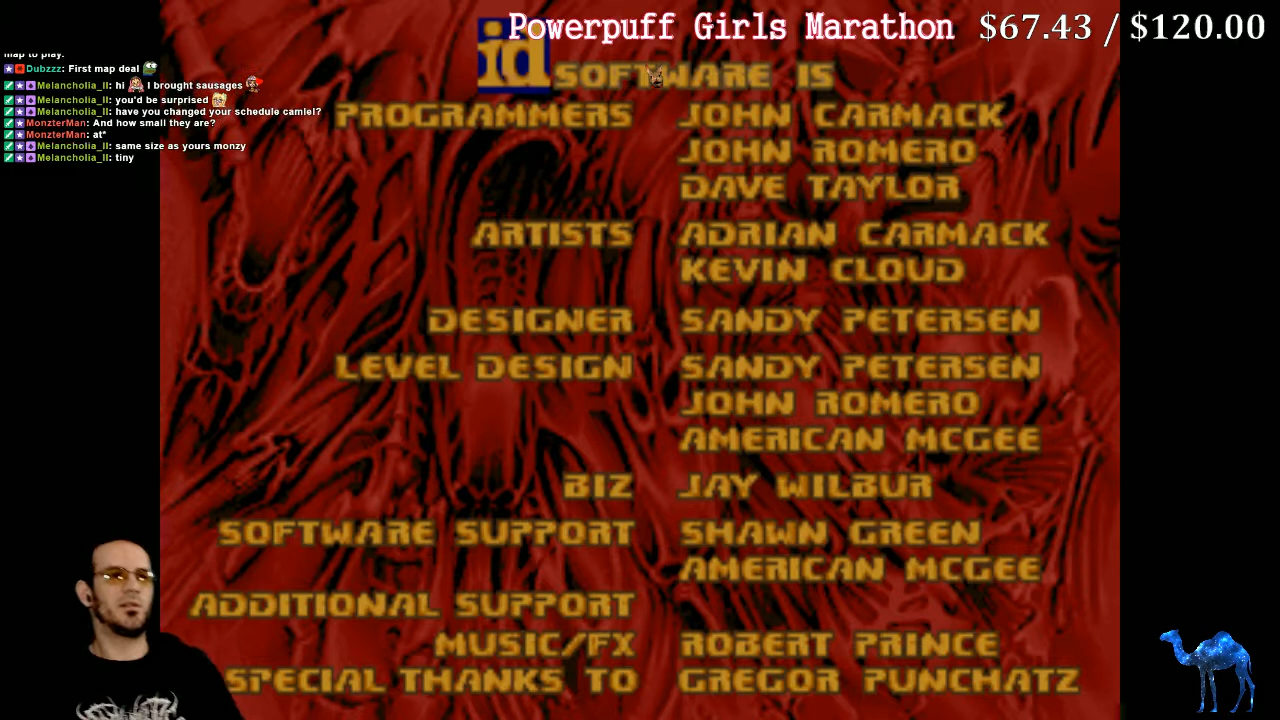 Powerpuff Girls Marathon $67.43 / $120.00
map to play.
Dubzzz: First map deal
Melancholia_II: hi I brought sausages
Melancholia_II: you'd be surprised
Melancholia_II: have you changed your schedule camlel?
MonzterMan: And how small they are?
MonzterMan: at*
Melancholia_II: same size as yours monzy
Melancholia_II: tiny
id SOFTWARE IS
PROGRAMMERS JOHN CARMACK
JOHN ROMERO
DAVE TAYLOR
ARTISTS ADRIAN CARMACK
KEVIN CLOUD
DESIGNER SANDY PETERSEN
LEVEL DESIGN SANDY PETERSEN
JOHN ROMERO
AMERICAN MCGEE
BIZ JAY WILBUR
SOFTWARE SUPPORT SHAWN GREEN
AMERICAN MCGEE
ADDITIONAL SUPPORT
MUSIC/FX ROBERT PRINCE
SPECIAL THANKS TO GREGOR PUNCHATZ